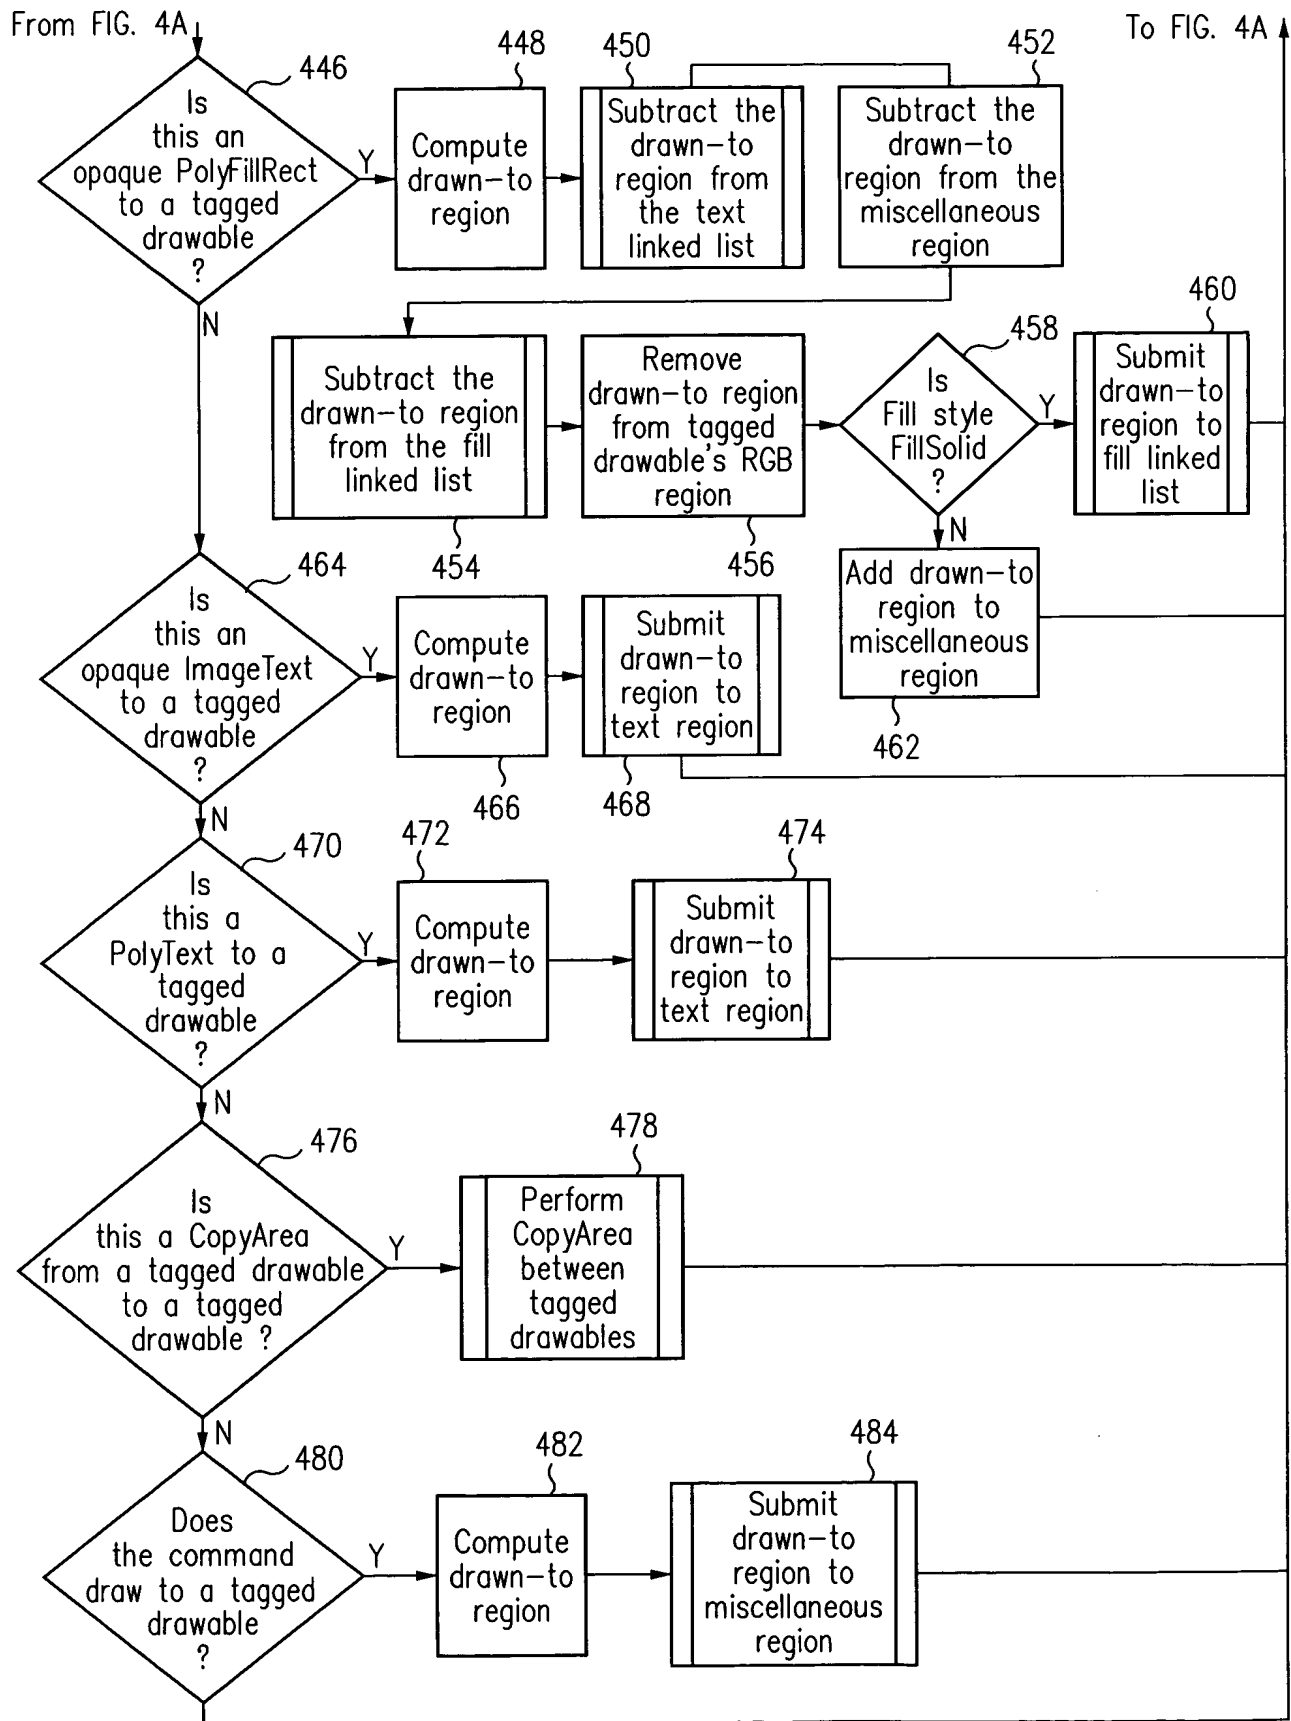 From FIG. 4A
To FIG. 4A
446
Is
this an
opaque PolyFillRect
to a tagged
drawable
?
Y
N
448
Compute
drawn-to
region
450
Subtract the
drawn-to
region from
the text
linked list
452
Subtract the
drawn-to
region from the
miscellaneous
region
Subtract the
drawn-to region
from the fill
linked list
454
Remove
drawn-to region
from tagged
drawable's RGB
region
456
458
Is
Fill style
FillSolid
?
Y
N
460
Submit
drawn-to
region to
fill linked
list
Add drawn-to
region to
miscellaneous
region
462
464
Is
this an
opaque ImageText
to a tagged
drawable
?
Y
N
Compute
drawn-to
region
466
Submit
drawn-to
region to
text region
468
470
Is
this a
PolyText to a
tagged
drawable
?
Y
N
472
Compute
drawn-to
region
474
Submit
drawn-to
region to
text region
476
Is
this a CopyArea
from a tagged drawable
to a tagged
drawable ?
Y
N
478
Perform
CopyArea
between
tagged
drawables
480
Does
the command
draw to a tagged
drawable
?
Y
482
Compute
drawn-to
region
484
Submit
drawn-to
region to
miscellaneous
region